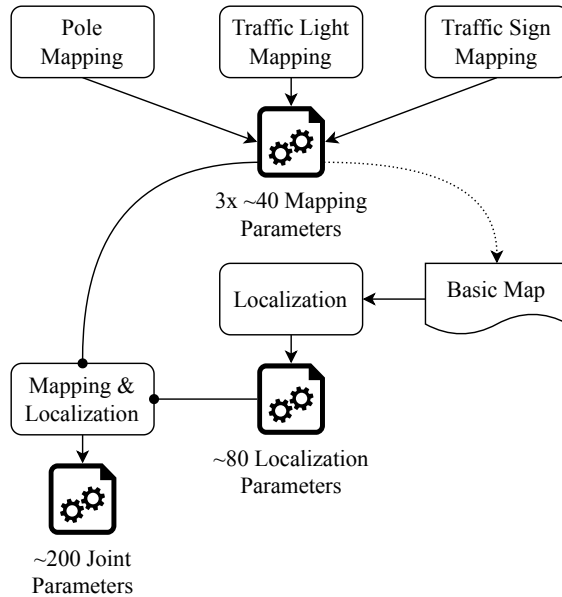 Pole
Mapping
Traffic Light
Mapping
Traffic Sign
Mapping
3x ~40 Mapping
Parameters
Localization
Basic Map
Mapping &
Localization
~80 Localization
Parameters
~200 Joint
Parameters